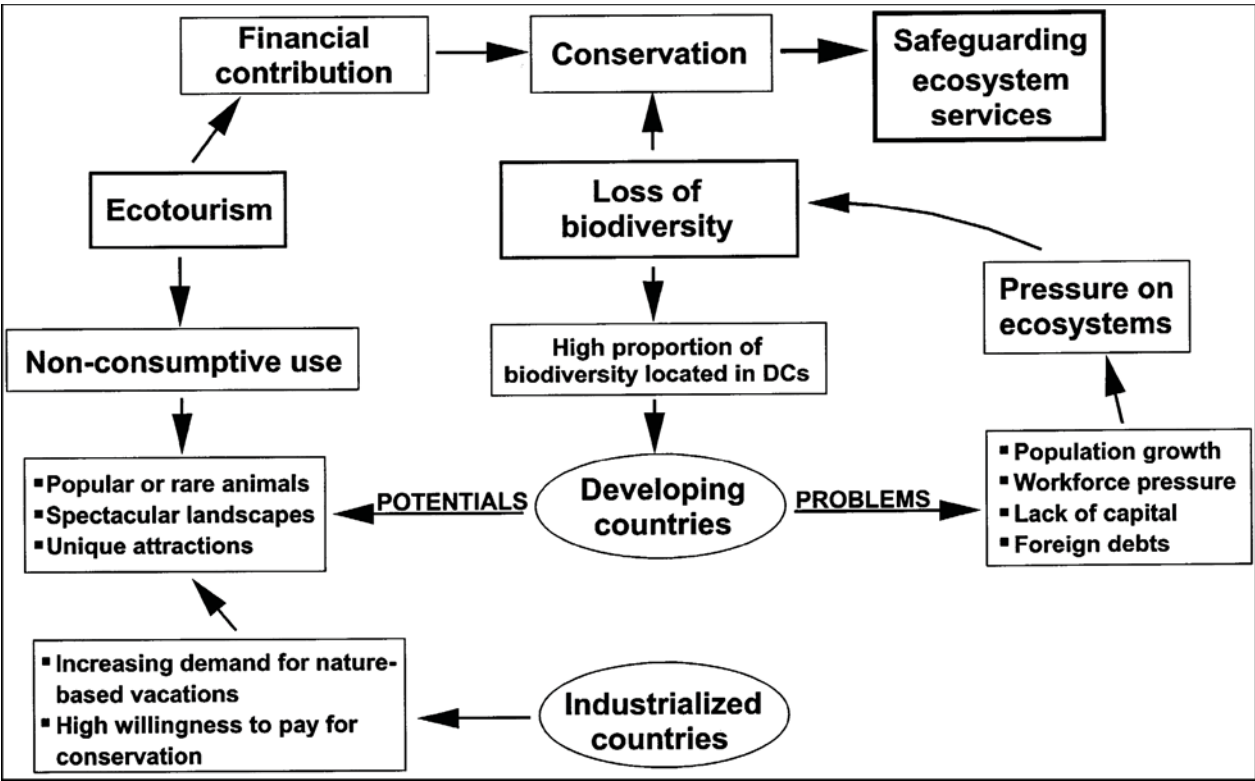 Financial
contribution
Conservation
Safeguarding
ecosystem
services
Ecotourism
Loss of
biodiversity
Pressure on
ecosystems
Non-consumptive use
High proportion of
biodiversity located in DCs
▪Popular or rare animals
▪Spectacular landscapes
▪Unique attractions
POTENTIALS
Developing
countries
PROBLEMS
▪Population growth
▪Workforce pressure
▪Lack of capital
▪Foreign debts
▪Increasing demand for nature-
based vacations
▪High willingness to pay for
conservation
Industrialized
countries